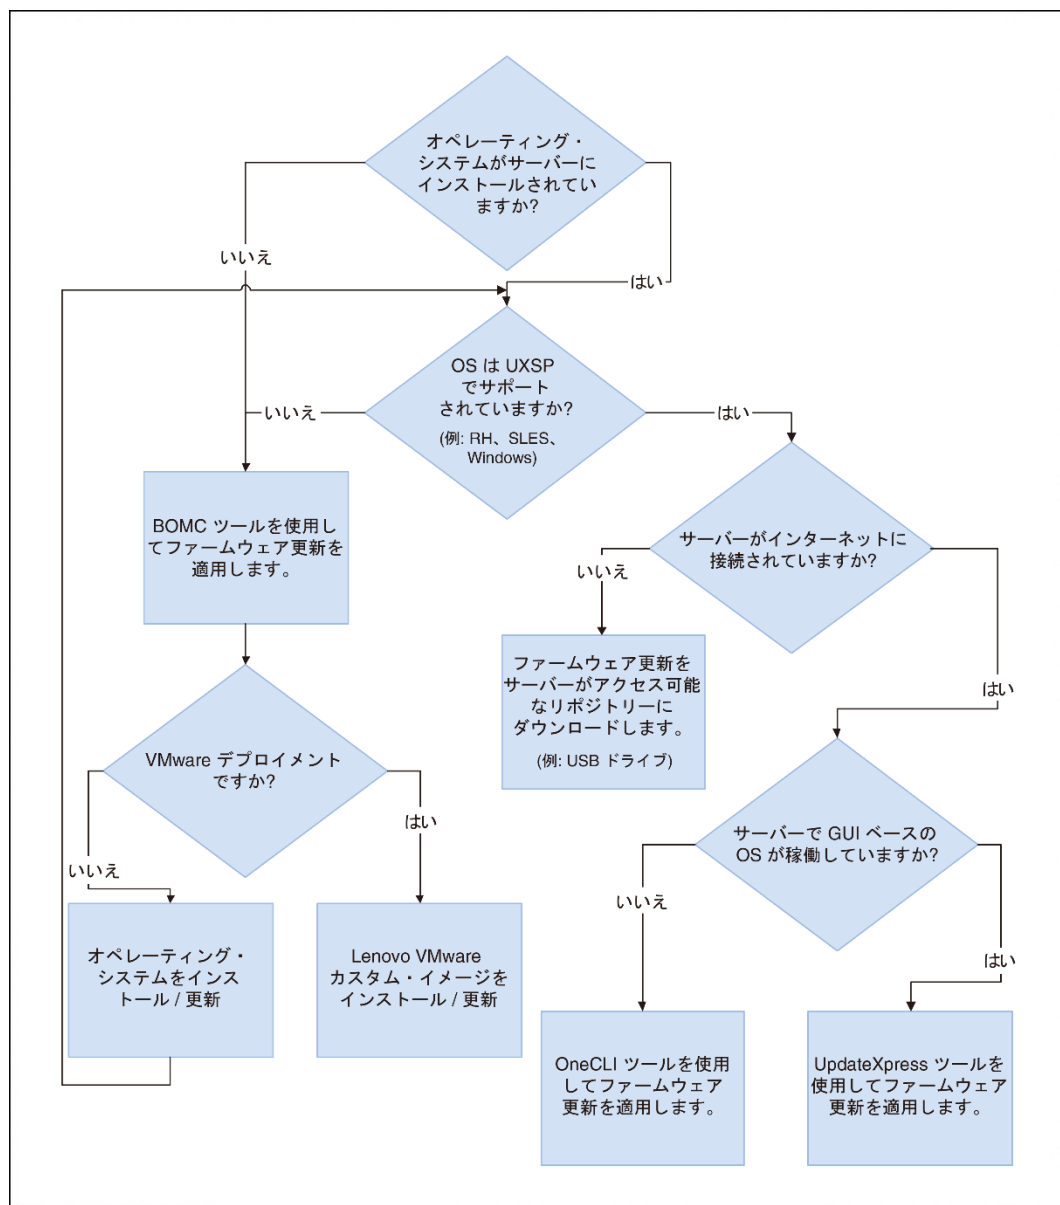 オペレーティング・
システムがサーバーに
インストールされてい
ますか?
いいえ
はい
OS は UXSP
でサポート
されていますか?
(例: RH、SLES、
Windows)
いいえ
はい
BOMC ツールを使用し
てファームウェア更新を
適用します。
サーバーがインターネットに
接続されていますか?
いいえ
はい
ファームウェア更新を
サーバーがアクセス可能
なリポジトリーに
ダウンロードします。
(例: USB ドライブ)
VMware デプロイメント
ですか?
いいえ
はい
サーバーで GUI ベースの
OS が稼働していますか?
いいえ
はい
オペレーティング・
システムをインス
トール / 更新
Lenovo VMware
カスタム・イメージを
インストール / 更新
OneCLI ツールを使用
してファームウェア
更新を適用します。
UpdateXpress ツールを
使用してファームウェア
更新を適用します。